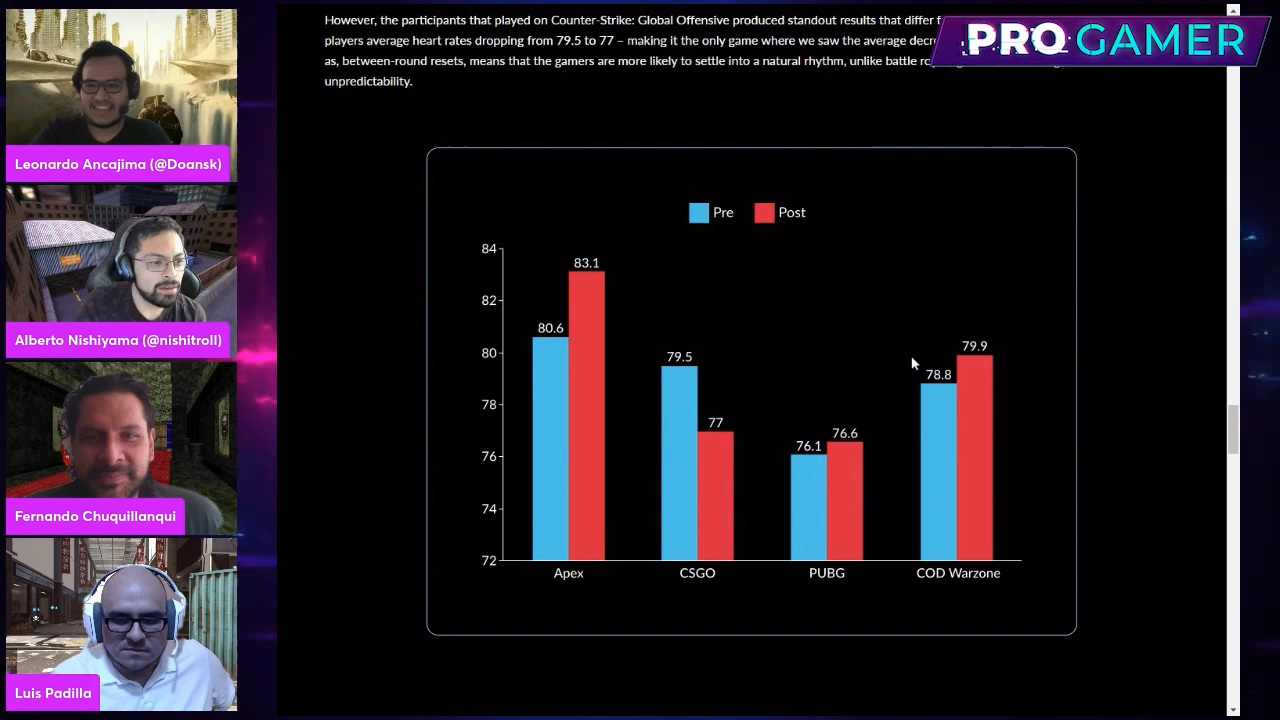 However, the participants that played on Counter-Strike: Global Offensive produced standout results that differ
players average heart rates dropping from 79.5 to 77 – making it the only game where we saw the average
as, between-round resets, means that the gamers are more likely to settle into a natural rhythm, unlike battle
unpredictability.
PRO GAMER
Leonardo Ancajima (@Doansk)
Alberto Nishiyama (@nishitroll)
Fernando Chuquillanqui
Luis Padilla
Pre Post
84
82
80
78
76
74
72
80.6 83.1
79.5 77
76.1 76.6
78.8 79.9
Apex CSGO PUBG COD Warzone